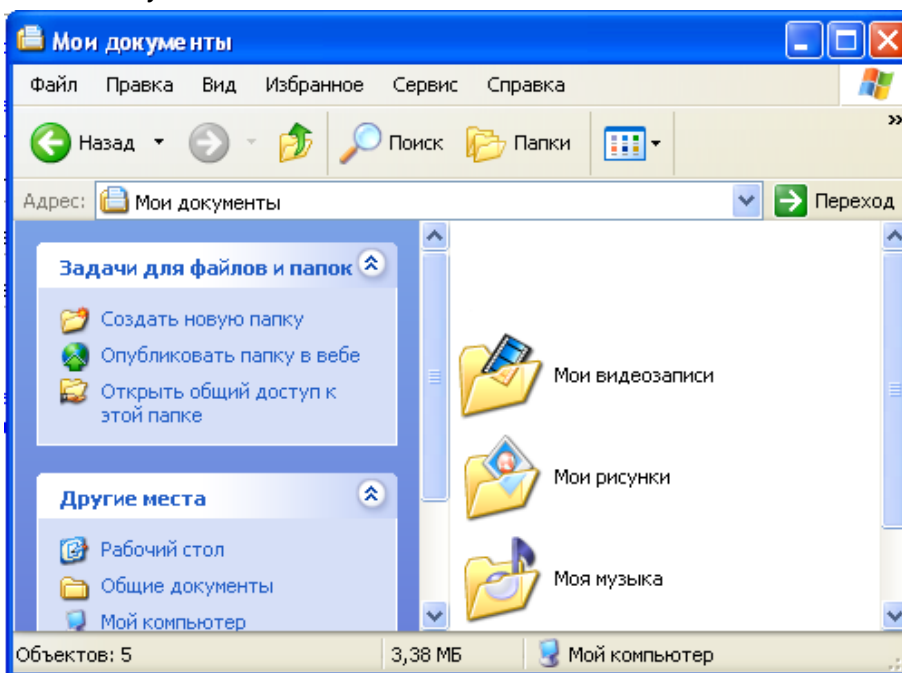 Мои документы
Файл Правка Вид Избранное Сервис Справка
Назад Поиск Папки »
Адрес: Мои документы Переход
Задачи для файлов и папок
Создать новую папку
Опубликовать папку в вебе
Открыть общий доступ к
этой папке
Другие места
Рабочий стол
Общие документы
Мой компьютер
Мои видеозаписи
Мои рисунки
Моя музыка
Объектов: 5 3,38 МБ Мой компьютер